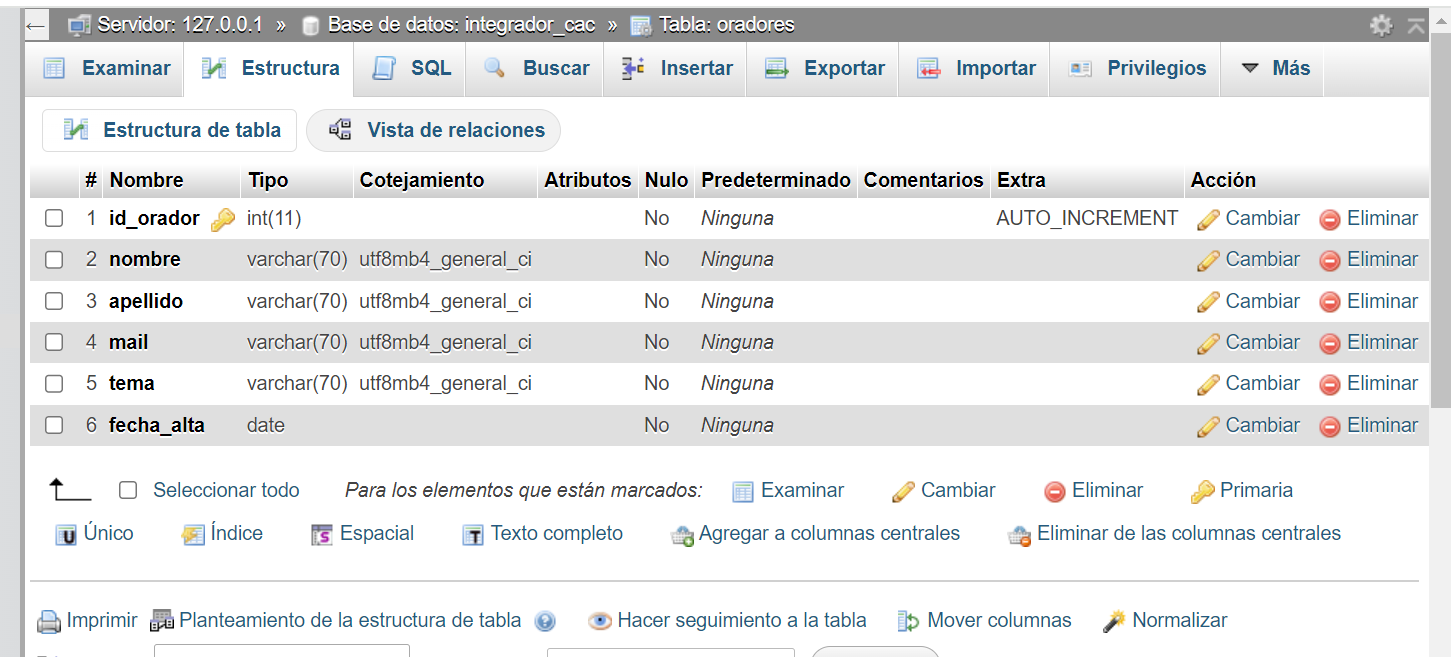 Servidor: 127.0.0.1 » Base de datos: integrador_cac » Tabla: oradores
Examinar Estructura SQL Buscar Insertar Exportar Importar Privilegios Más
Estructura de tabla Vista de relaciones
# Nombre Tipo Cotejamiento Atributos Nulo Predeterminado Comentarios Extra Acción
1 id_orador int(11) No Ninguna AUTO_INCREMENT Cambiar Eliminar
2 nombre varchar(70) utf8mb4_general_ci No Ninguna Cambiar Eliminar
3 apellido varchar(70) utf8mb4_general_ci No Ninguna Cambiar Eliminar
4 mail varchar(70) utf8mb4_general_ci No Ninguna Cambiar Eliminar
5 tema varchar(70) utf8mb4_general_ci No Ninguna Cambiar Eliminar
6 fecha_alta date No Ninguna Cambiar Eliminar
Seleccionar todo Para los elementos que están marcados: Examinar Cambiar Eliminar Primaria
Único Índice Espacial Texto completo Agregar a columnas centrales Eliminar de las columnas centrales
Imprimir Planteamiento de la estructura de tabla Hacer seguimiento a la tabla Mover columnas Normalizar